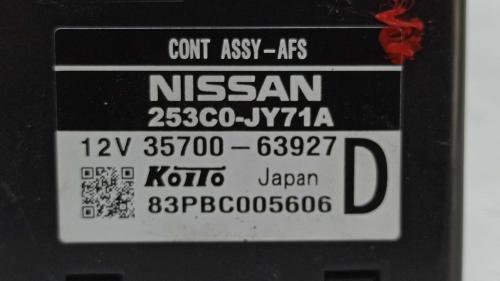 CONT ASSY-AFS
NISSAN
253C0-JY71A
12V 35700-63927
KOITO Japan D
83PBC005606